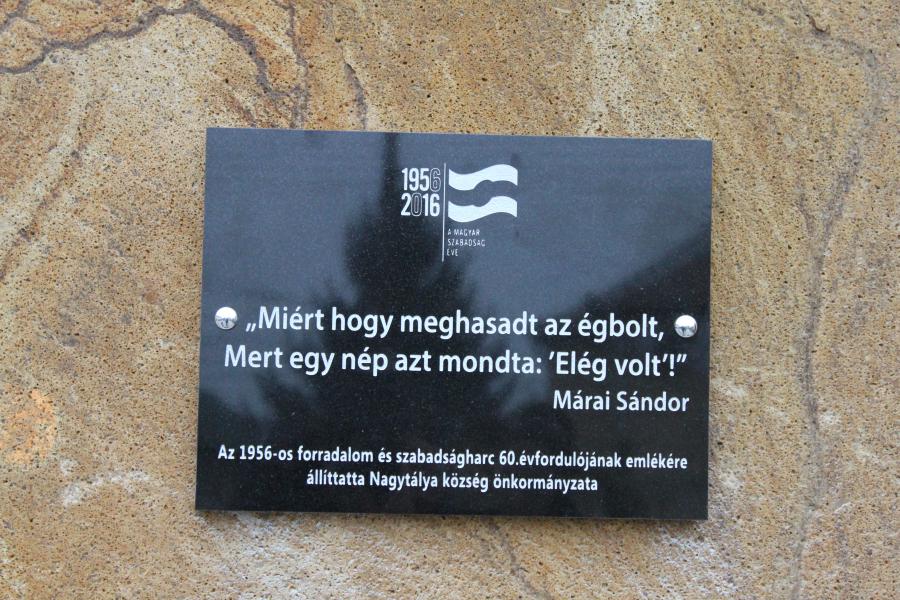 1956
2016
A MAGYAR
SZABADSÁG
ÉVE
„Miért hogy meghasadt az égbolt,
Mert egy nép azt mondta: ’Elég volt’!”
Márai Sándor
Az 1956-os forradalom és szabadságharc 60.évfordulójának emlékére
állíttatta Nagytálya község önkormányzata